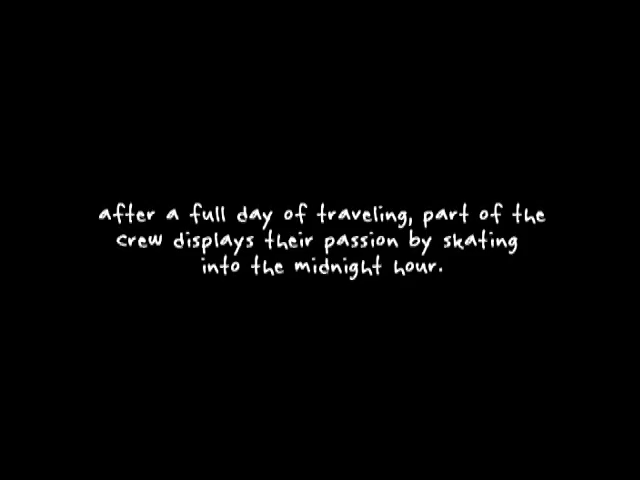 after a full day of traveling, part of the
crew displays their passion by skating
into the midnight hour.